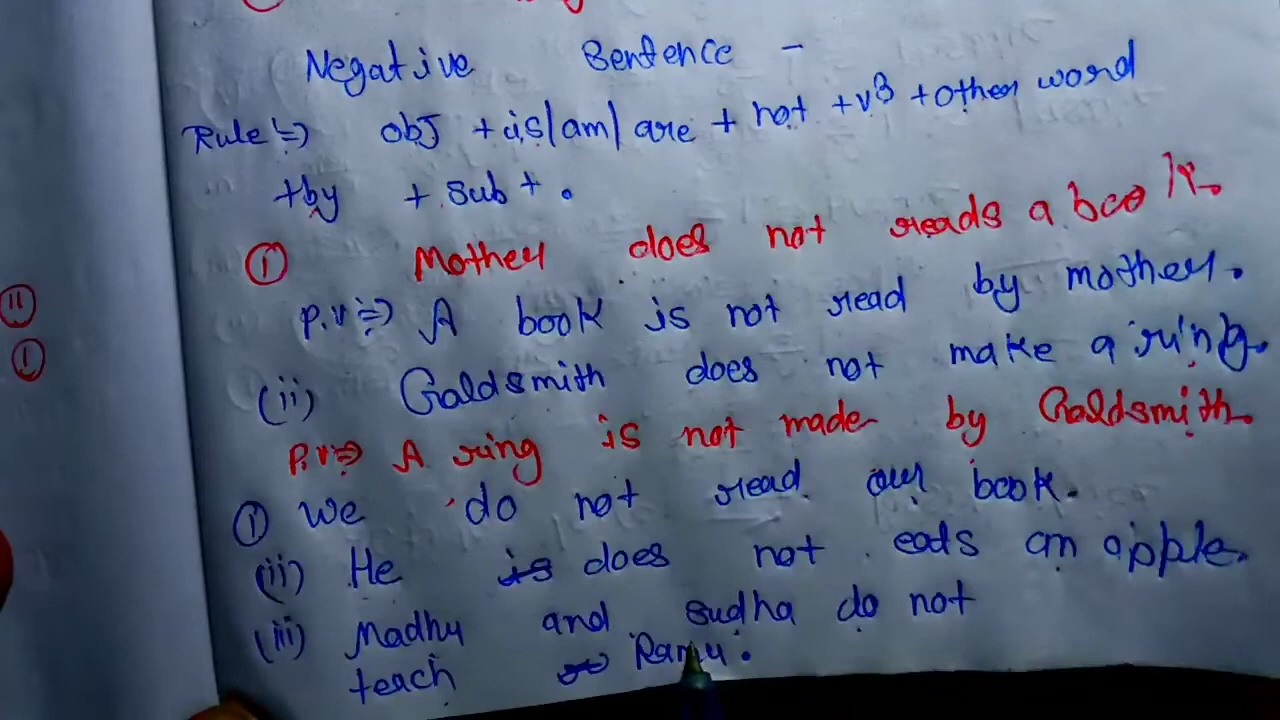 Negative Sentence -
Rule :⇒ obj + is/am/are + not + v3 + other word
+by + sub + .
(i) Mother does not reads a book.
p.v :⇒ A book is not read by mother.
(ii) Goldsmith does not make a ring.
p.v ⇒ A ring is not made by Goldsmith.
(i) We do not read our book.
(ii) He is does not eats an apple.
(iii) Madhu and sudha do not
teach Ramu.
(ii)
(i)